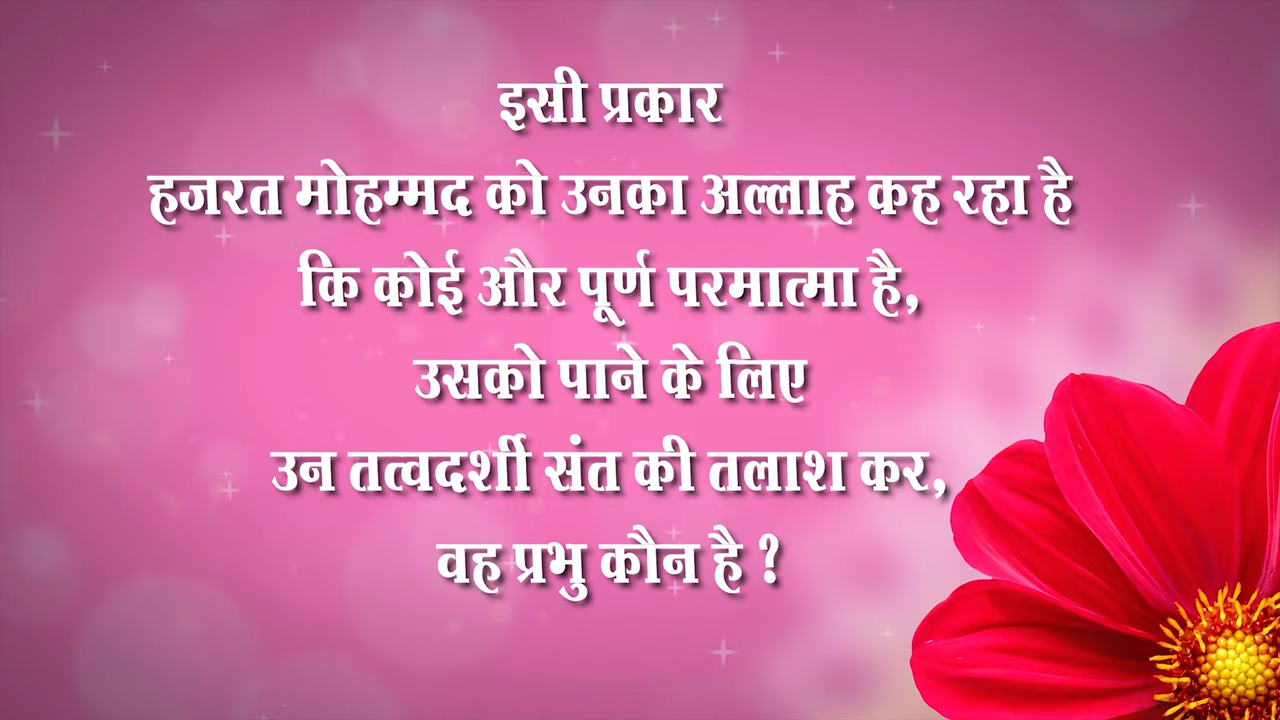 इसी प्रकार
हजरत मोहम्मद को उनका अल्लाह कह रहा है
कि कोई और पूर्ण परमात्मा है,
उसको पाने के लिए
उन तत्वदर्शी संत की तलाश कर,
वह प्रभु कौन है ?